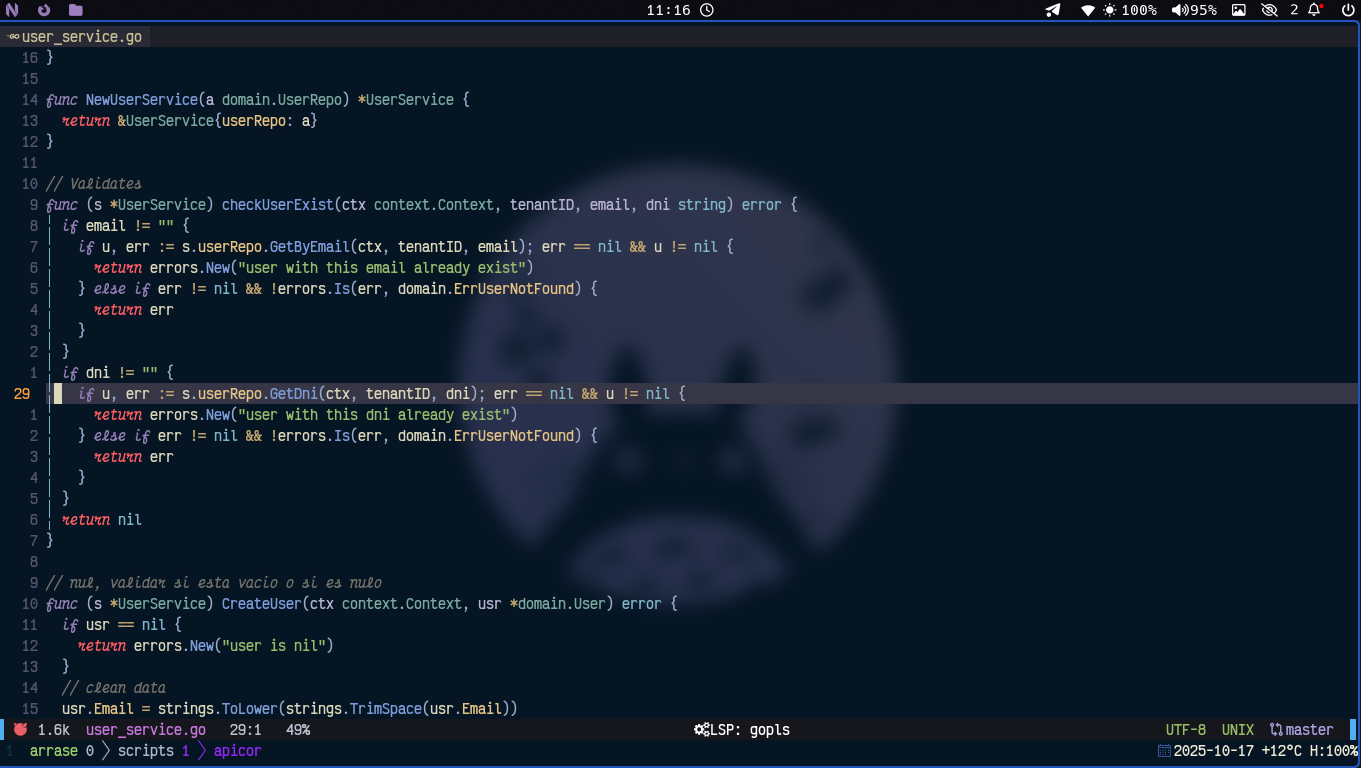 11:16
100% 95% 2
user_service.go
16 }
15
14 func NewUserService(a domain.UserRepo) *UserService {
13   return &UserService{userRepo: a}
12 }
11
10 // Validates
9 func (s *UserService) checkUserExist(ctx context.Context, tenantID, email, dni string) error {
8   if email != "" {
7     if u, err := s.userRepo.GetByEmail(ctx, tenantID, email); err == nil && u != nil {
6       return errors.New("user with this email already exist")
5     } else if err != nil && !errors.Is(err, domain.ErrUserNotFound) {
4       return err
3     }
2   }
1   if dni != "" {
29     if u, err := s.userRepo.GetDni(ctx, tenantID, dni); err == nil && u != nil {
1       return errors.New("user with this dni already exist")
2     } else if err != nil && !errors.Is(err, domain.ErrUserNotFound) {
3       return err
4     }
5   }
6   return nil
7 }
8
9 // nul, validar si esta vacio o si es nulo
10 func (s *UserService) CreateUser(ctx context.Context, usr *domain.User) error {
11   if usr == nil {
12     return errors.New("user is nil")
13   }
14   // clean data
15   usr.Email = strings.ToLower(strings.TrimSpace(usr.Email))
1.6k user_service.go 29:1 49% LSP: gopls UTF-8 UNIX master
1 arrase 0 scripts 1 apicor 2025-10-17 +12°C H:100%